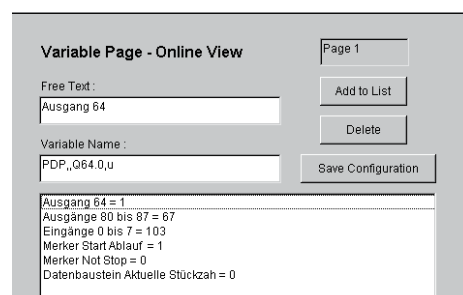 Variable Page - Online View
Page 1
Free Text :
Add to List
Ausgang 64
Delete
Variable Name :
PDP,,Q64.0,u
Save Configuration
Ausgang 64 = 1
Ausgänge 80 bis 87 = 67
Eingänge 0 bis 7 = 103
Merker Start Ablauf = 1
Merker Not Stop = 0
Datenbaustein Aktuelle Stückzah = 0